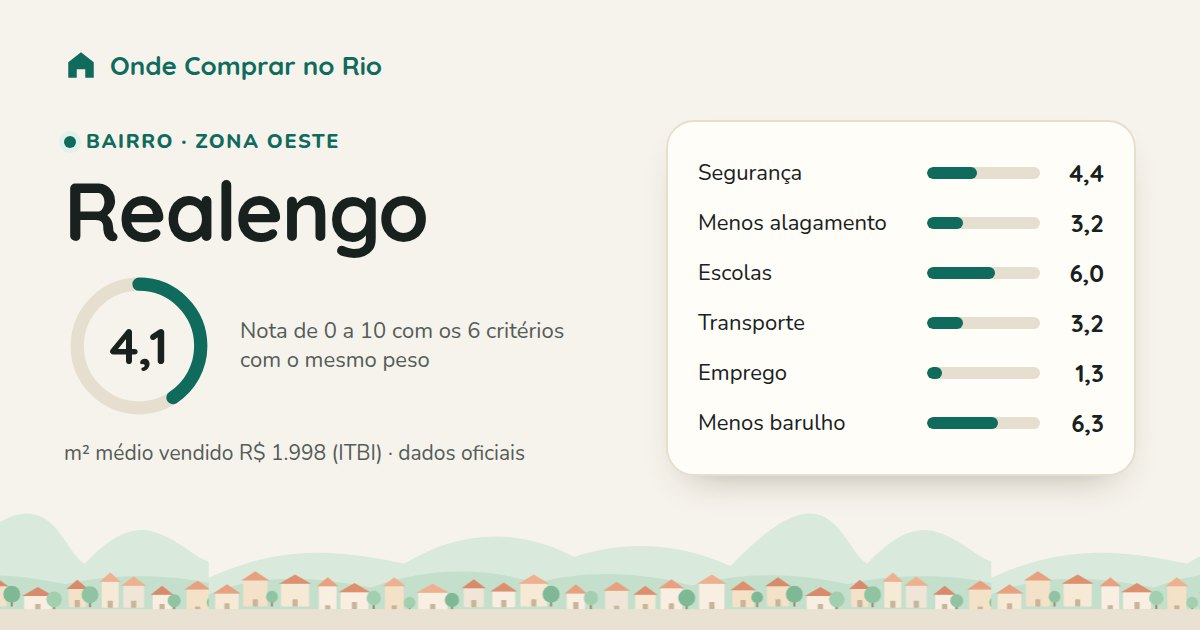 Onde Comprar no Rio
BAIRRO · ZONA OESTE
Realengo
4,1
Nota de 0 a 10 com os 6 critérios
com o mesmo peso
m² médio vendido R$ 1.998 (ITBI) · dados oficiais
Segurança 4,4
Menos alagamento 3,2
Escolas 6,0
Transporte 3,2
Emprego 1,3
Menos barulho 6,3